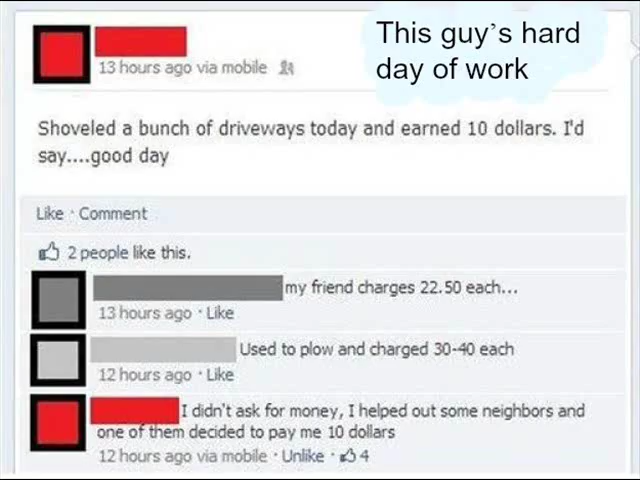 This guy's hard
day of work
13 hours ago via mobile
Shoveled a bunch of driveways today and earned 10 dollars. I'd
say....good day
Like · Comment
2 people like this.
my friend charges 22.50 each...
13 hours ago · Like
Used to plow and charged 30-40 each
12 hours ago · Like
I didn't ask for money, I helped out some neighbors and
one of them decided to pay me 10 dollars
12 hours ago via mobile · Unlike · 4